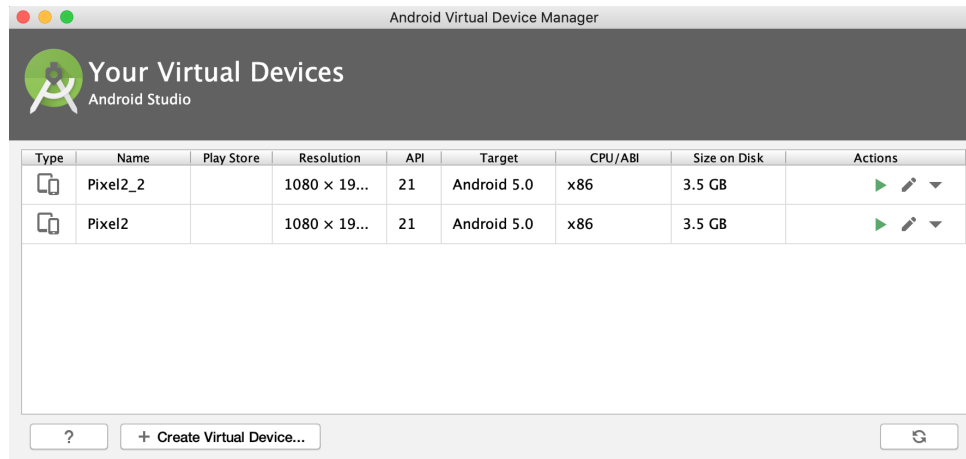 Android Virtual Device Manager
Your Virtual Devices
Android Studio
Type Name Play Store Resolution API Target CPU/ABI Size on Disk Actions
Pixel2_2 1080 × 19... 21 Android 5.0 x86 3.5 GB
Pixel2 1080 × 19... 21 Android 5.0 x86 3.5 GB
? + Create Virtual Device...